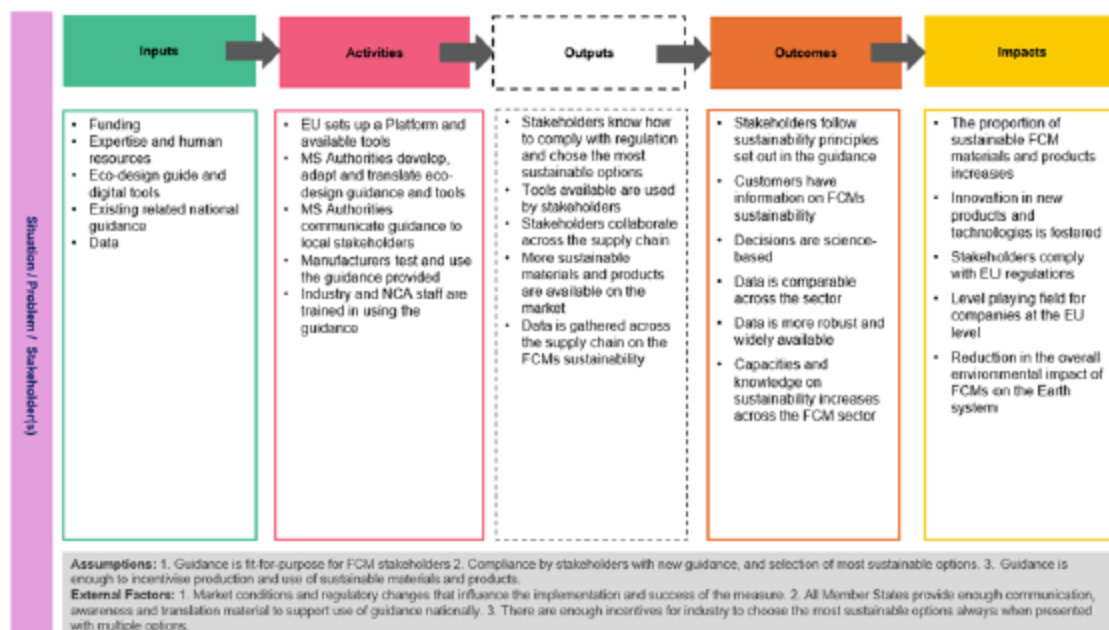 Situation / Problem / Stakeholder(s)
Inputs
Activities
Outputs
Outcomes
Impacts
• Funding
• Expertise and human
resources
• Eco-design guide and
digital tools
• Existing related national
guidance
• Data
• EU sets up a Platform and
available tools
• MS Authorities develop,
adapt and translate eco-
design guidance and tools
• MS Authorities
communicate guidance to
local stakeholders
• Manufacturers test and use
the guidance provided
• Industry and NCA staff are
trained in using the
guidance
• Stakeholders know how
to comply with regulation
and chose the most
sustainable options
• Tools available are used
by stakeholders
• Stakeholders collaborate
across the supply chain
• More sustainable
materials and products
are available on the
market
• Data is gathered across
the supply chain on the
FCMs sustainability
• Stakeholders follow
sustainability principles
set out in the guidance
• Customers have
information on FCMs
sustainability
• Decisions are science-
based
• Data is comparable
across the sector
• Data is more robust and
widely available
• Capacities and
knowledge on
sustainability increases
across the FCM sector
• The proportion of
sustainable FCM
materials and products
increases
• Innovation in new
products and
technologies is fostered
• Stakeholders comply
with EU regulations
• Level playing field for
companies at the EU
level
• Reduction in the overall
environmental impact of
FCMs on the Earth
system
Assumptions: 1. Guidance is fit-for-purpose for FCM stakeholders 2. Compliance by stakeholders with new guidance, and selection of most sustainable options. 3. Guidance is
enough to incentivise production and use of sustainable materials and products.
External Factors: 1. Market conditions and regulatory changes that influence the implementation and success of the measure. 2. All Member States provide enough communication,
awareness and translation material to support use of guidance nationally. 3. There are enough incentives for industry to choose the most sustainable options always when presented
with multiple options.